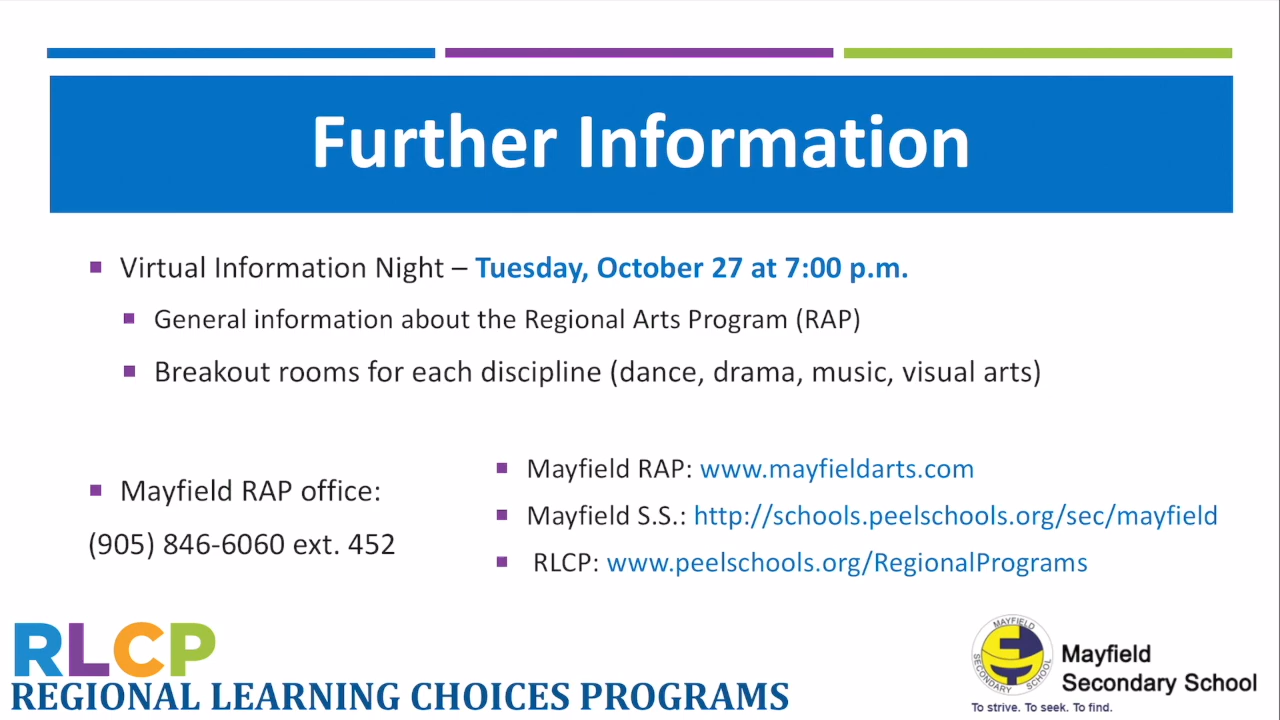 Further Information
Virtual Information Night – Tuesday, October 27 at 7:00 p.m.
General information about the Regional Arts Program (RAP)
Breakout rooms for each discipline (dance, drama, music, visual arts)
Mayfield RAP office:
(905) 846-6060 ext. 452
Mayfield RAP: www.mayfieldarts.com
Mayfield S.S.: http://schools.peelschools.org/sec/mayfield
RLCP: www.peelschools.org/RegionalPrograms
RLCP
REGIONAL LEARNING CHOICES PROGRAMS
MAYFIELD
SECONDARY SCHOOL
Mayfield
Secondary School
To strive. To seek. To find.